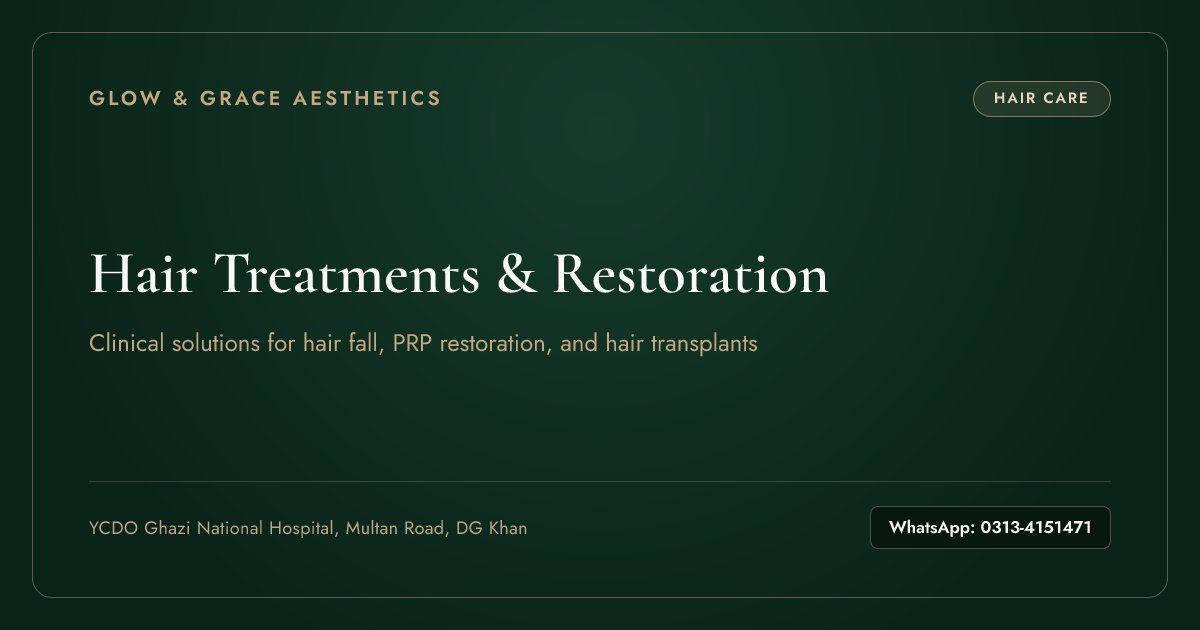 GLOW & GRACE AESTHETICS
HAIR CARE
Hair Treatments & Restoration
Clinical solutions for hair fall, PRP restoration, and hair transplants
YCDO Ghazi National Hospital, Multan Road, DG Khan
WhatsApp: 0313-4151471